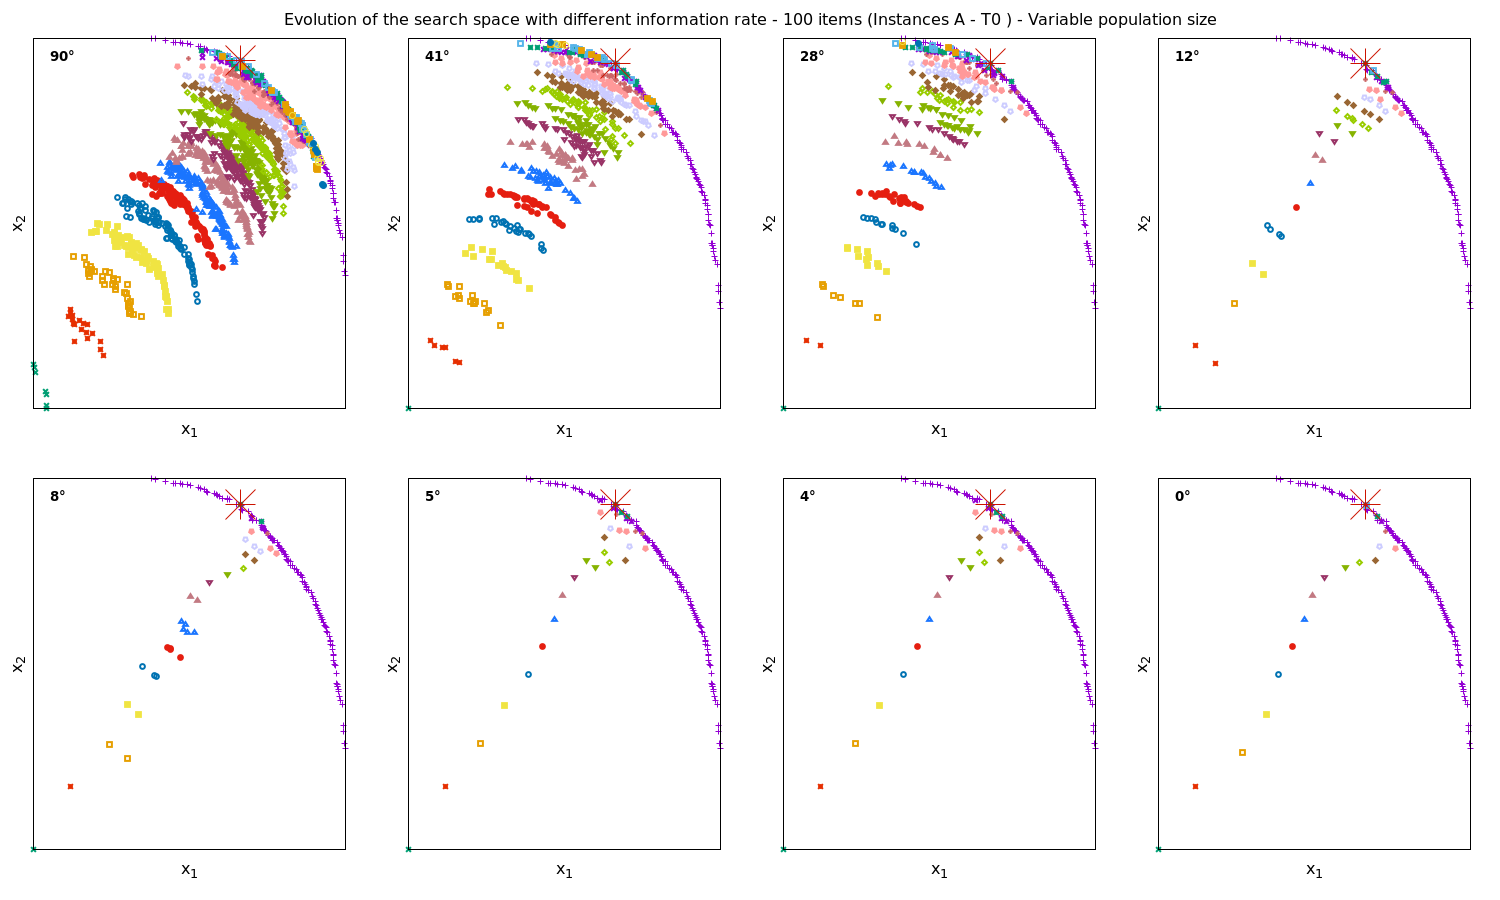 Evolution of the search space with different information rate - 100 items (Instances A - T0 ) - Variable population size
90°
41°
28°
12°
x2
x2
x2
x2
x1
x1
x1
x1
8°
5°
4°
0°
x2
x2
x2
x2
x1
x1
x1
x1